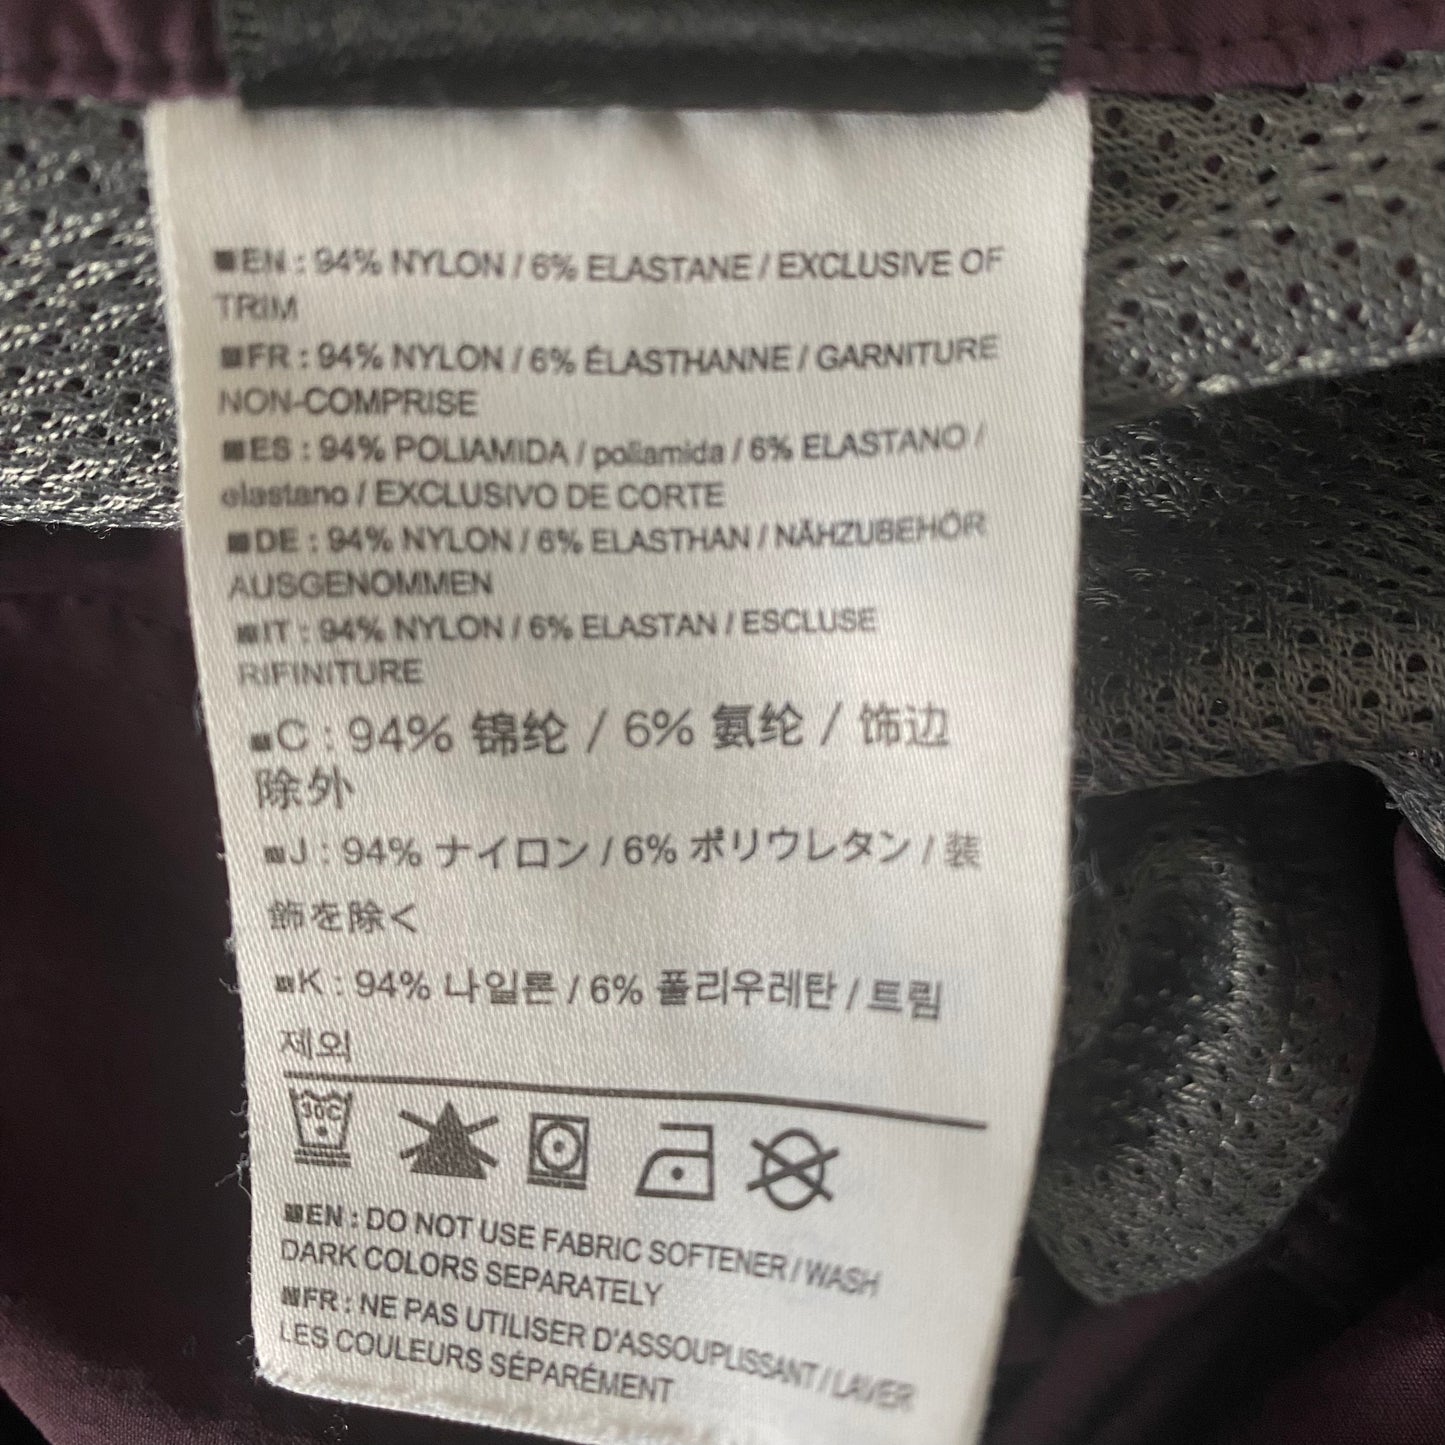 EN : 94% NYLON / 6% ELASTANE / EXCLUSIVE OF
TRIM
FR : 94% NYLON / 6% ÉLASTHANNE / GARNITURE
NON-COMPRISE
ES : 94% POLIAMIDA / poliamida / 6% ELASTANO /
elastano / EXCLUSIVO DE CORTE
DE : 94% NYLON / 6% ELASTHAN / NÄHZUBEHÖR
AUSGENOMMEN
IT : 94% NYLON / 6% ELASTAN / ESCLUSE
RIFINITURE
C : 94% 锦纶 / 6% 氨纶 / 饰边
除外
J : 94% ナイロン / 6% ポリウレタン / 装
飾を除く
K : 94% 나일론 / 6% 폴리우레탄 / 트림
제외
30C
EN : DO NOT USE FABRIC SOFTENER / WASH
DARK COLORS SEPARATELY
FR : NE PAS UTILISER D'ASSOUPLISSANT / LAVER
LES COULEURS SÉPARÉMENT